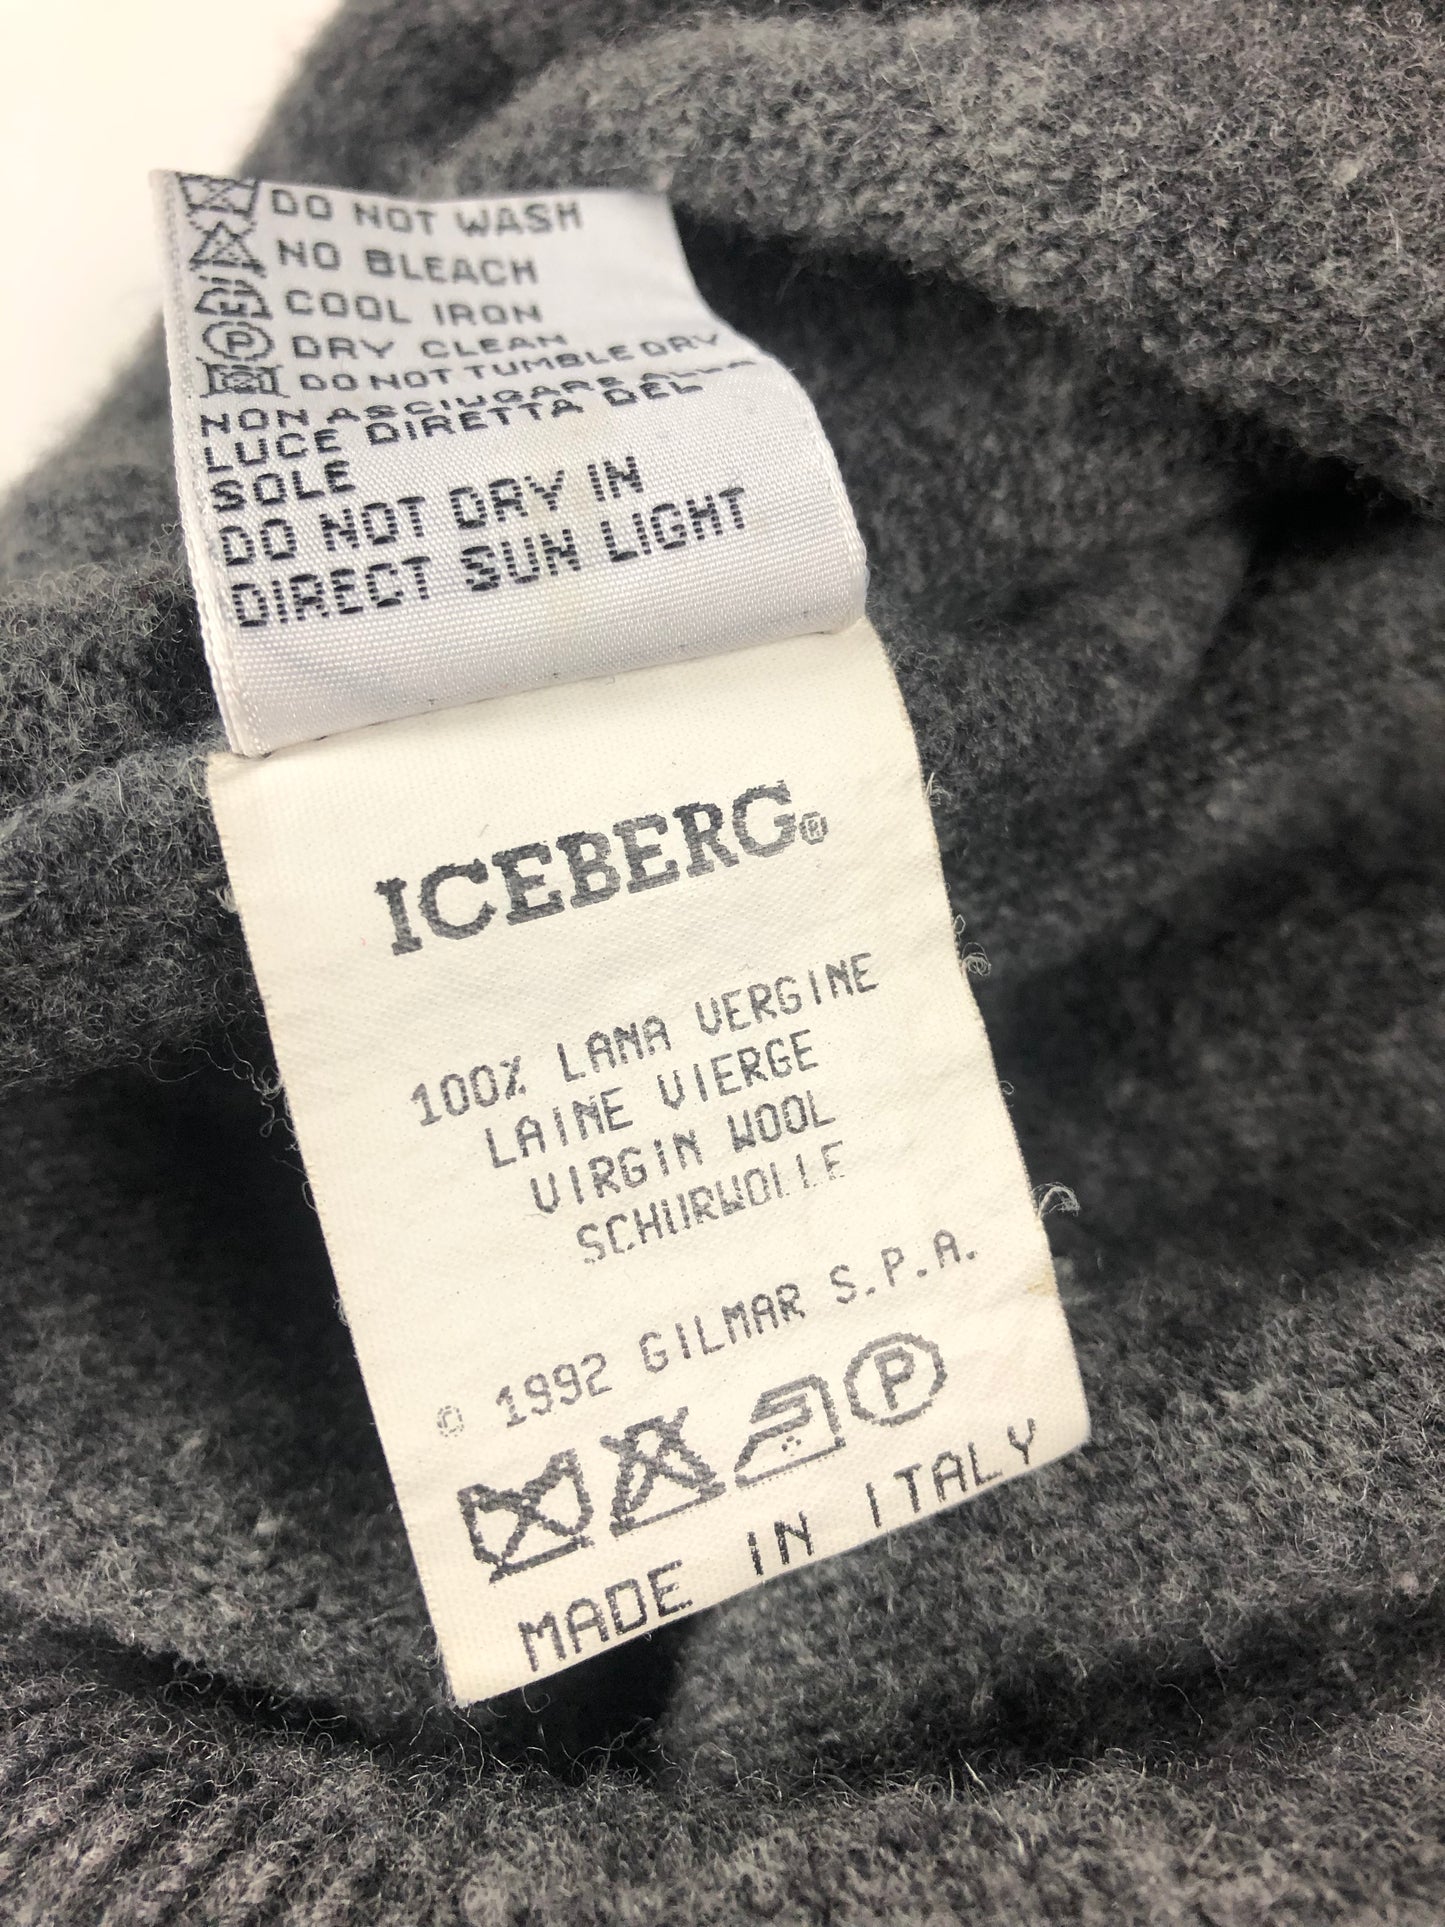 DO NOT WASH
NO BLEACH
COOL IRON
P DRY CLEAN
DO NOT TUMBLE DRY
NON ASCIUGARE ALLA
LUCE DIRETTA DEL
SOLE
DO NOT DRY IN
DIRECT SUN LIGHT
ICEBERG®
100% LANA VERGINE
LAINE VIERGE
VIRGIN WOOL
SCHURWOLLE
© 1992 GILMAR S.P.A.
P
MADE IN ITALY